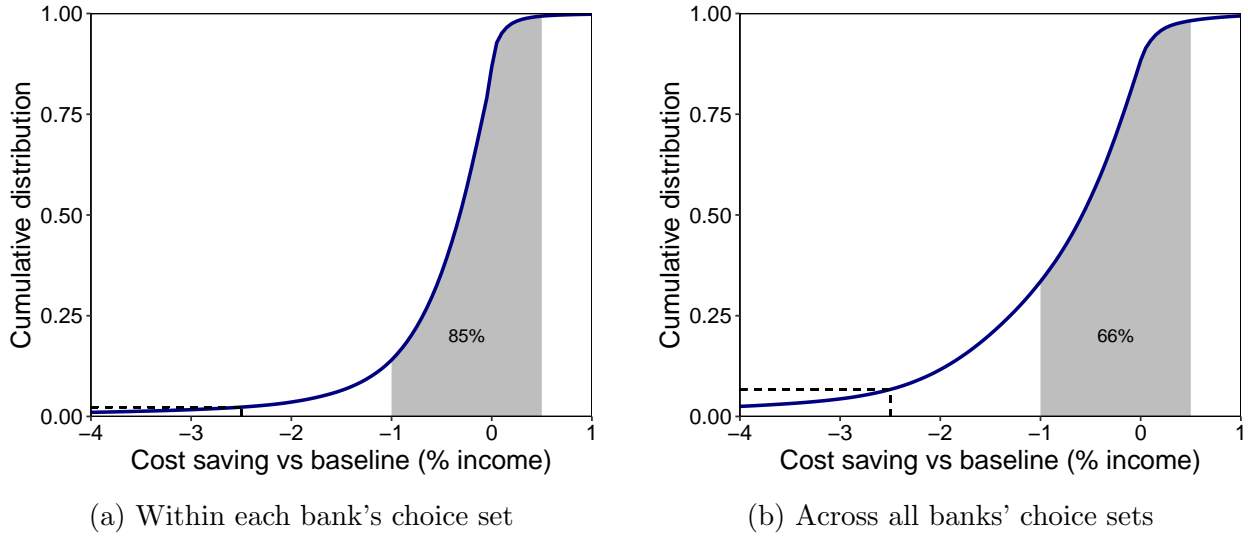 1.00
0.75
0.50
0.25
0.00
Cumulative distribution
85%
−4 −3 −2 −1 0 1
Cost saving vs baseline (% income)
(a) Within each bank's choice set
1.00
0.75
0.50
0.25
0.00
Cumulative distribution
66%
−4 −3 −2 −1 0 1
Cost saving vs baseline (% income)
(b) Across all banks' choice sets